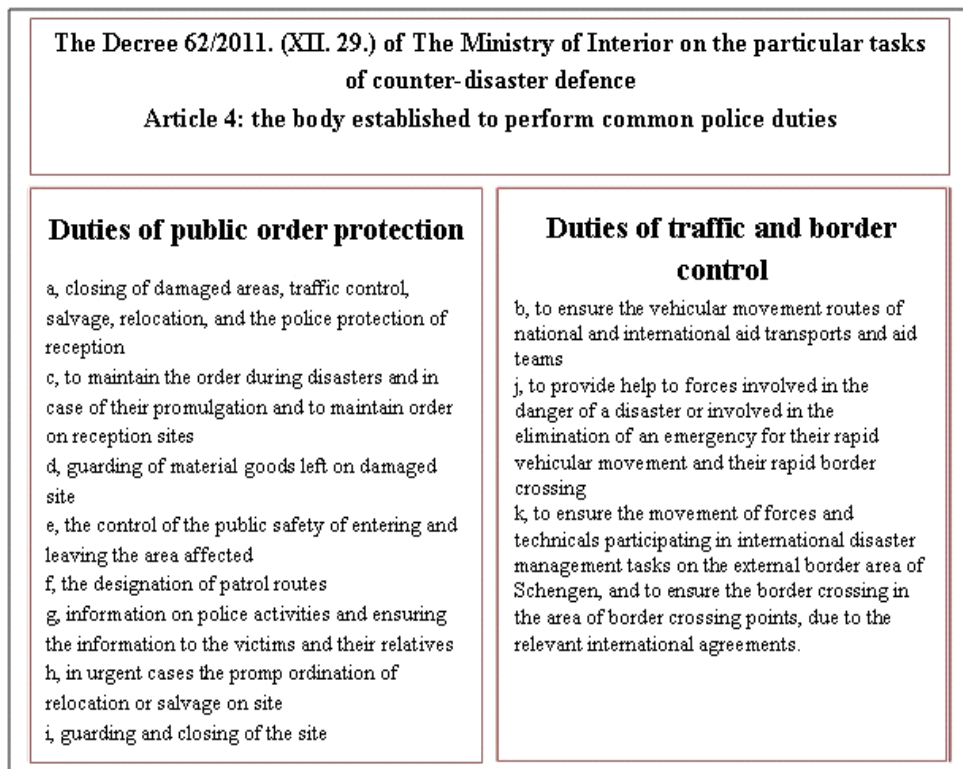 The Decree 62/2011. (XII. 29.) of The Ministry of Interior on the particular tasks
of counter-disaster defence
Article 4: the body established to perform common police duties
Duties of public order protection
a, closing of damaged areas, traffic control,
salvage, relocation, and the police protection of
reception
c, to maintain the order during disasters and in
case of their promulgation and to maintain order
on reception sites
d, guarding of material goods left on damaged
site
e, the control of the public safety of entering and
leaving the area affected
f, the designation of patrol routes
g, information on police activities and ensuring
the information to the victims and their relatives
h, in urgent cases the promp ordination of
relocation or salvage on site
i, guarding and closing of the site
Duties of traffic and border
control
b, to ensure the vehicular movement routes of
national and international aid transports and aid
teams
j, to provide help to forces involved in the
danger of a disaster or involved in the
elimination of an emergency for their rapid
vehicular movement and their rapid border
crossing
k, to ensure the movement of forces and
technicals participating in international disaster
management tasks on the external border area of
Schengen, and to ensure the border crossing in
the area of border crossing points, due to the
relevant international agreements.